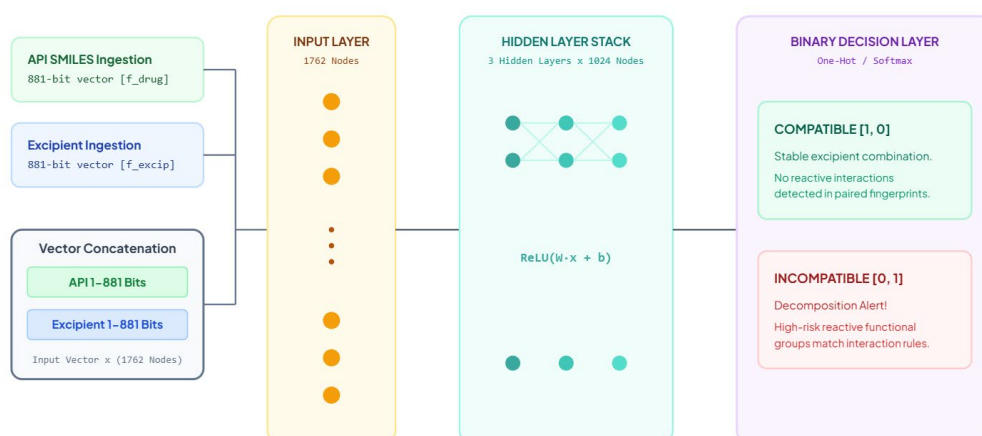 API SMILES Ingestion
881-bit vector [f_drug]
Excipient Ingestion
881-bit vector [f_excip]
Vector Concatenation
API 1–881 Bits
Excipient 1–881 Bits
Input Vector x (1762 Nodes)
INPUT LAYER
1762 Nodes
HIDDEN LAYER STACK
3 Hidden Layers x 1024 Nodes
ReLU(W·x + b)
BINARY DECISION LAYER
One-Hot / Softmax
COMPATIBLE [1, 0]
Stable excipient combination.
No reactive interactions
detected in paired fingerprints.
INCOMPATIBLE [0, 1]
Decomposition Alert!
High-risk reactive functional
groups match interaction rules.